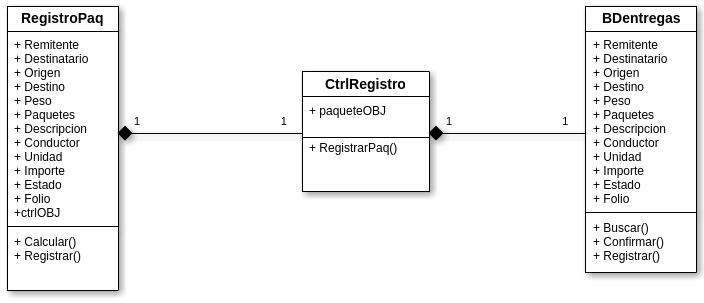 RegistroPaq
+ Remitente
+ Destinatario
+ Origen
+ Destino
+ Peso
+ Paquetes
+ Descripcion
+ Conductor
+ Unidad
+ Importe
+ Estado
+ Folio
+ctrlOBJ
+ Calcular()
+ Registrar()
1
1
CtrlRegistro
+ paqueteOBJ
+ RegistrarPaq()
1
1
BDentregas
+ Remitente
+ Destinatario
+ Origen
+ Destino
+ Peso
+ Paquetes
+ Descripcion
+ Conductor
+ Unidad
+ Importe
+ Estado
+ Folio
+ Buscar()
+ Confirmar()
+ Registrar()